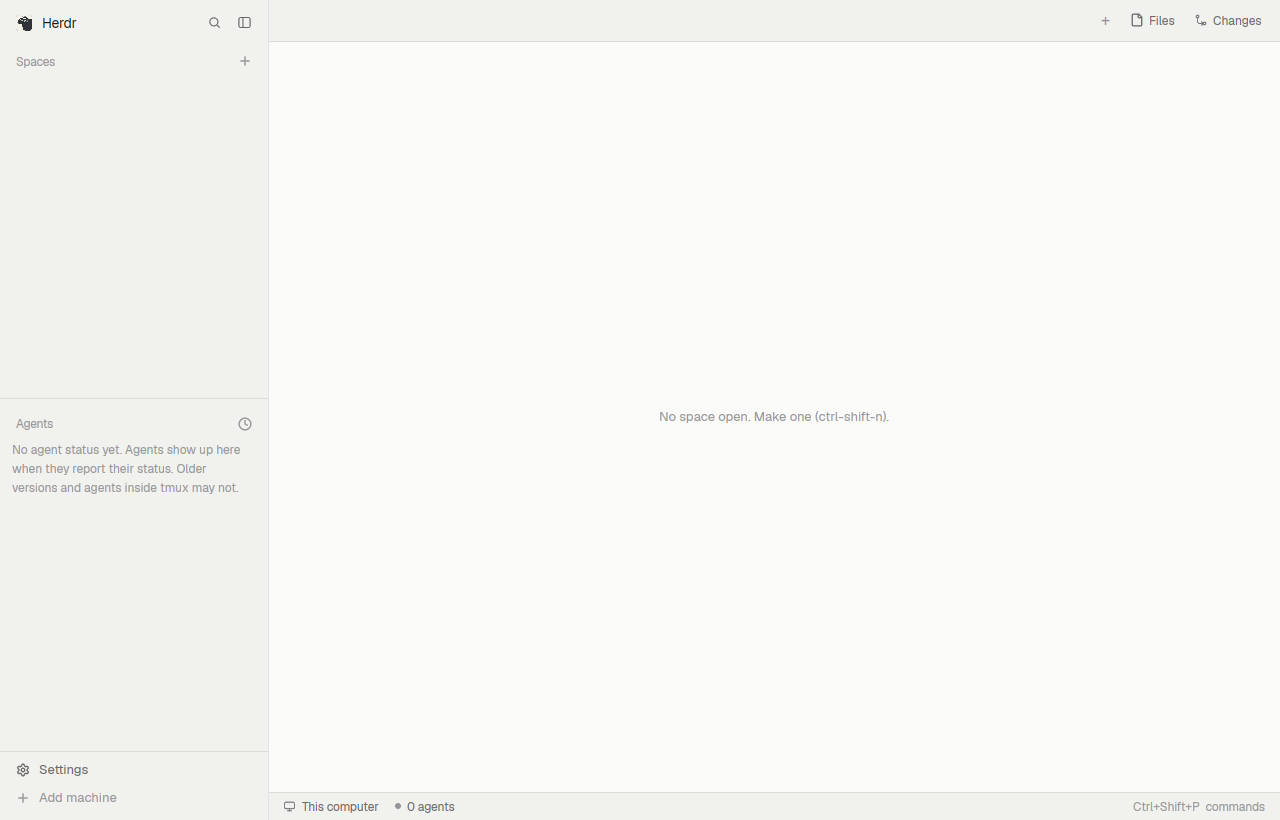 Herdr
Files
Changes
Spaces
No space open. Make one (ctrl-shift-n).
Agents
No agent status yet. Agents show up here
when they report their status. Older
versions and agents inside tmux may not.
Settings
Add machine
This computer
0 agents
Ctrl+Shift+P commands